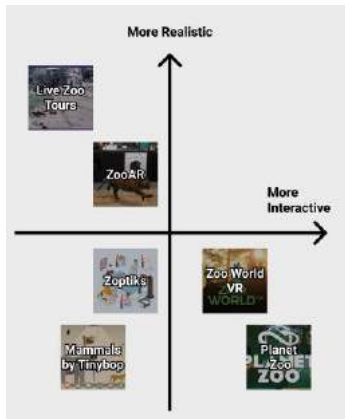 More Realistic
Live Zoo
Tours
ZooAR
More
Interactive
Zoptiks
Zoo World
VR
WORLD
Mammals
by Tinybop
Planet
Zoo
PLANET
ZOO